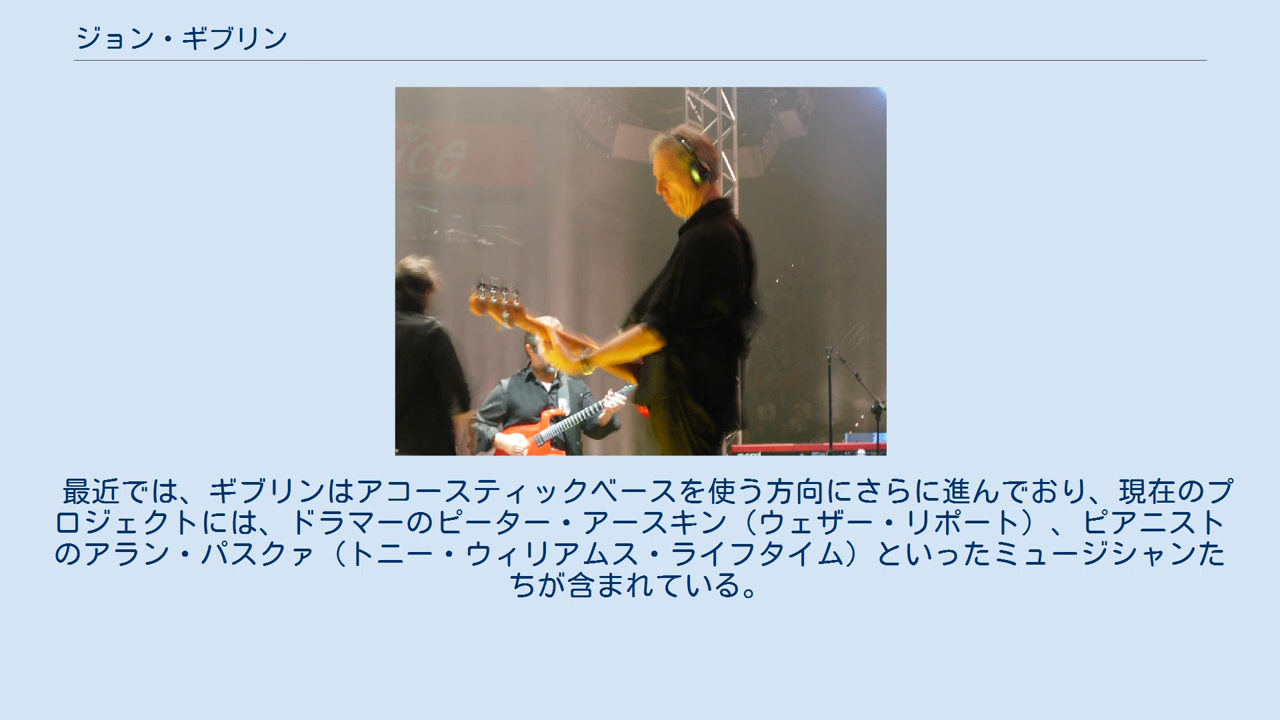 ジョン・ギブリン
ice
最近では、ギブリンはアコースティックベースを使う方向にさらに進んでおり、現在のプ
ロジェクトには、ドラマーのピーター・アースキン（ウェザー・リポート）、ピアニスト
のアラン・パスクァ（トニー・ウィリアムス・ライフタイム）といったミュージシャンた
ちが含まれている。